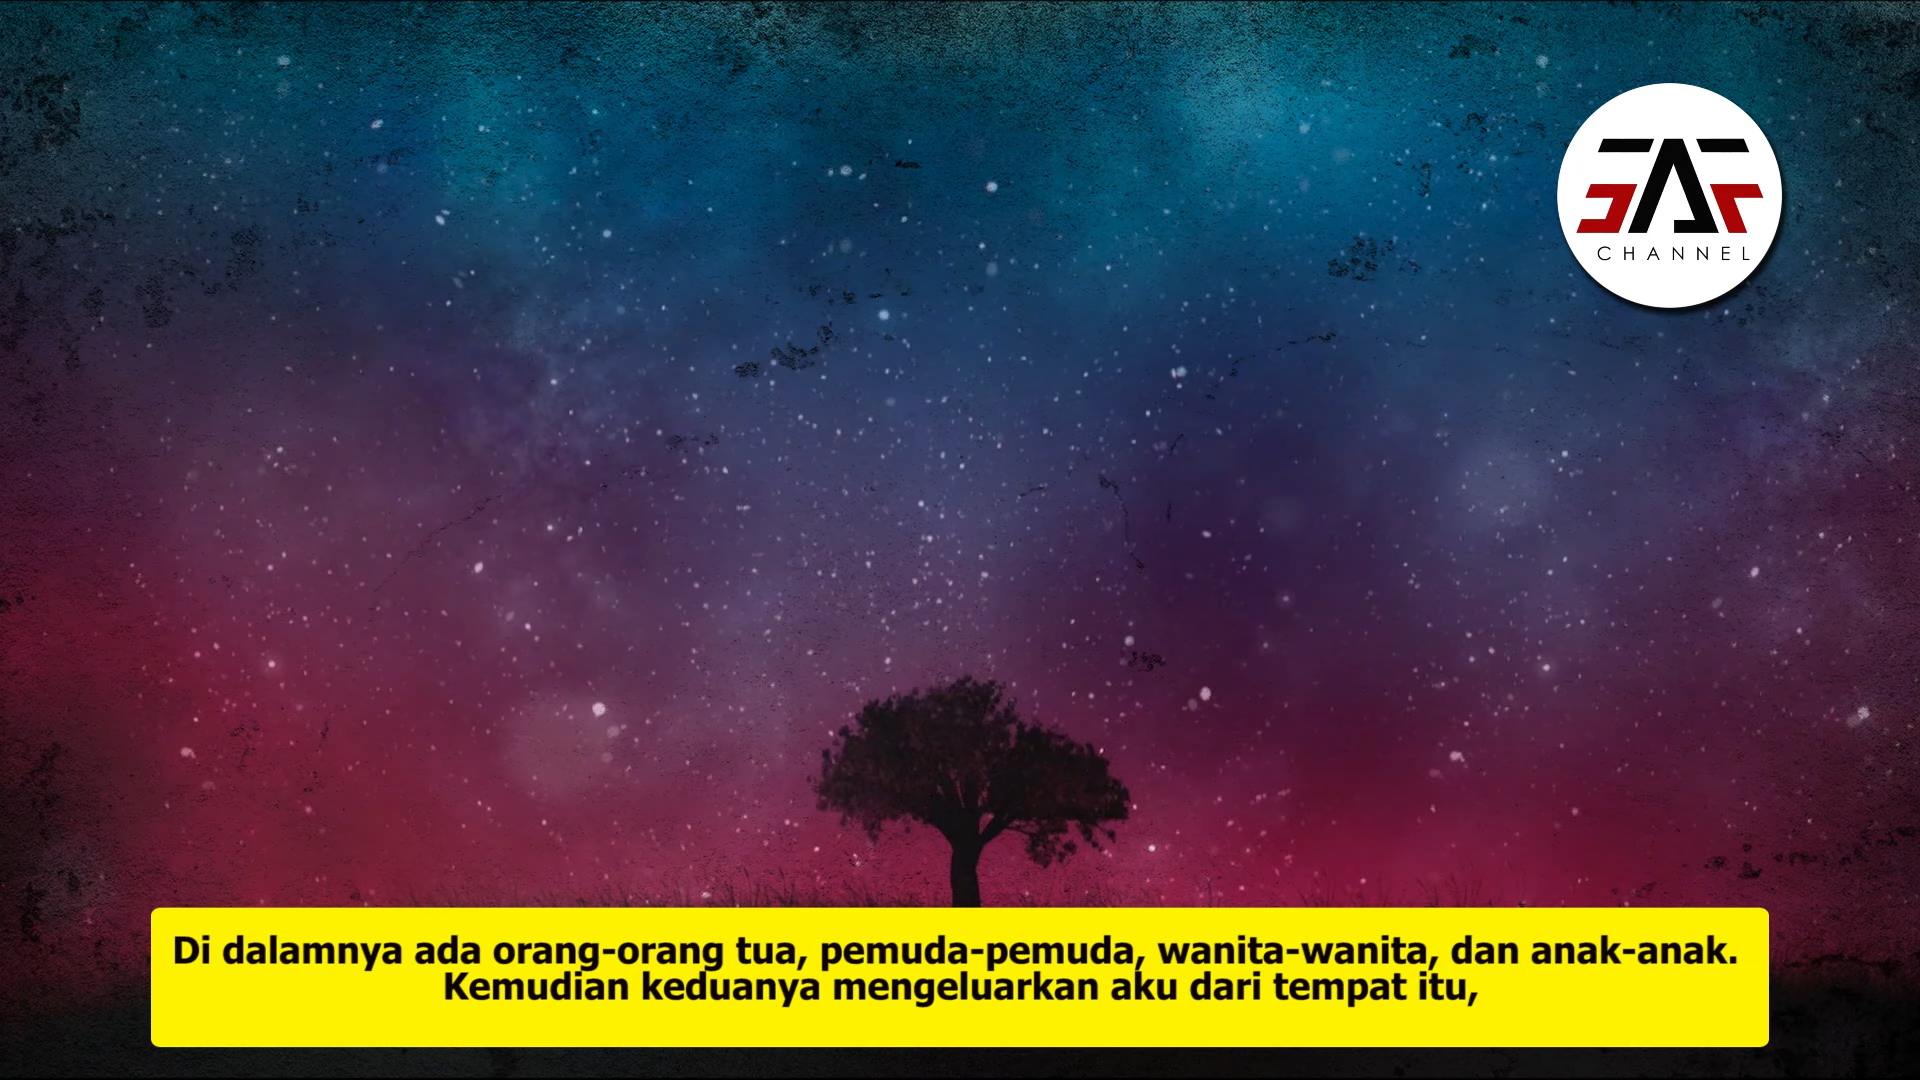 CHANNEL
Di dalamnya ada orang-orang tua, pemuda-pemuda, wanita-wanita, dan anak-anak.
Kemudian keduanya mengeluarkan aku dari tempat itu,